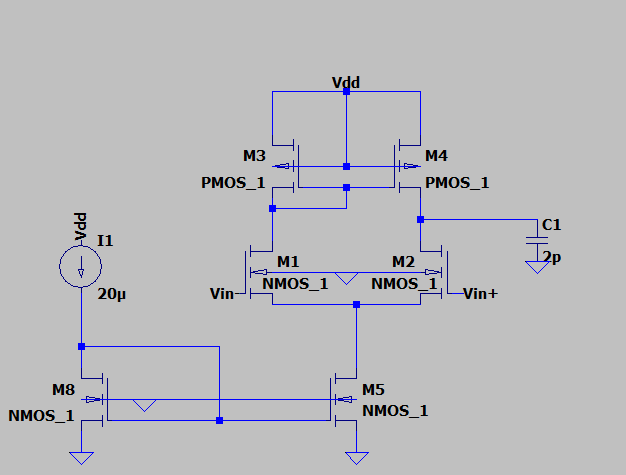 Vdd
M3
M4
PMOS_1
PMOS_1
Vdd
I1
C1
M1
M2
2p
20µ
Vin-
NMOS_1
NMOS_1
Vin+
M8
M5
NMOS_1
NMOS_1